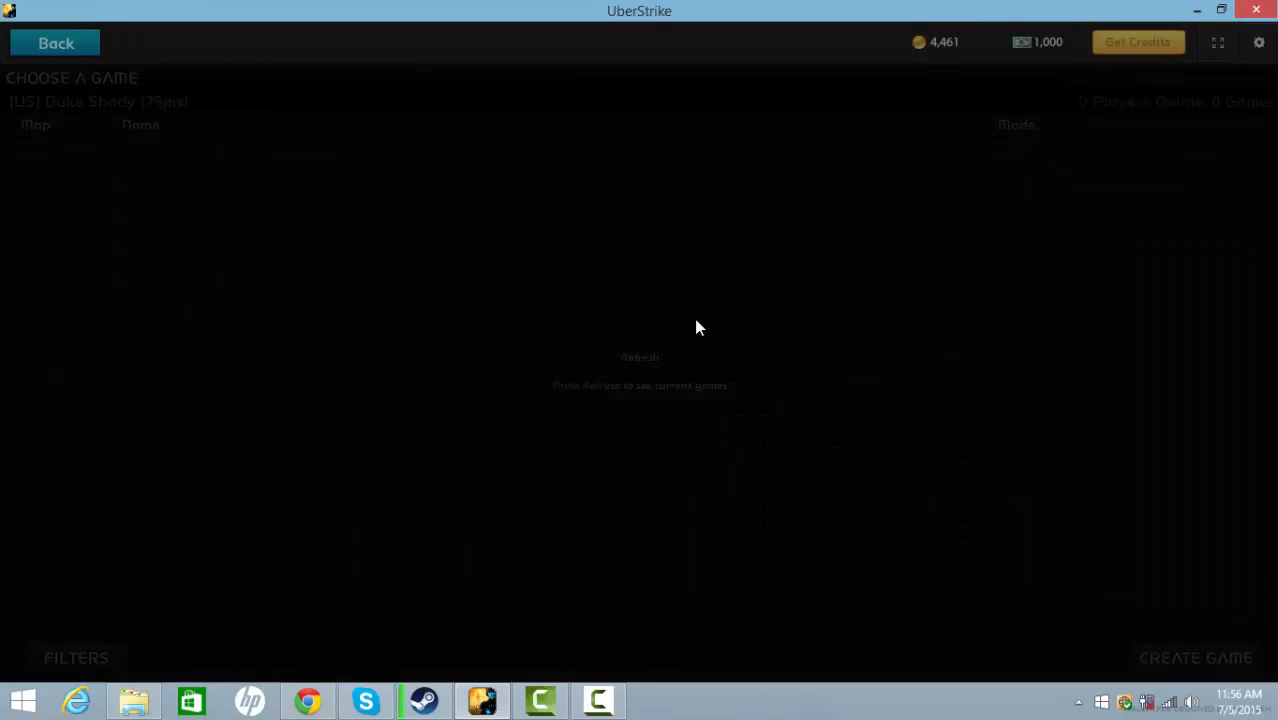 UberStrike
Back
4,461
1,000
Get Credits
CHOOSE A GAME
[US] Duke Shady (79ms)
0 Players Online, 0 Games
Map Name Mode
Refresh
Press Refresh to see current games
FILTERS
CREATE GAME
hp
11:56 AM
7/5/2015